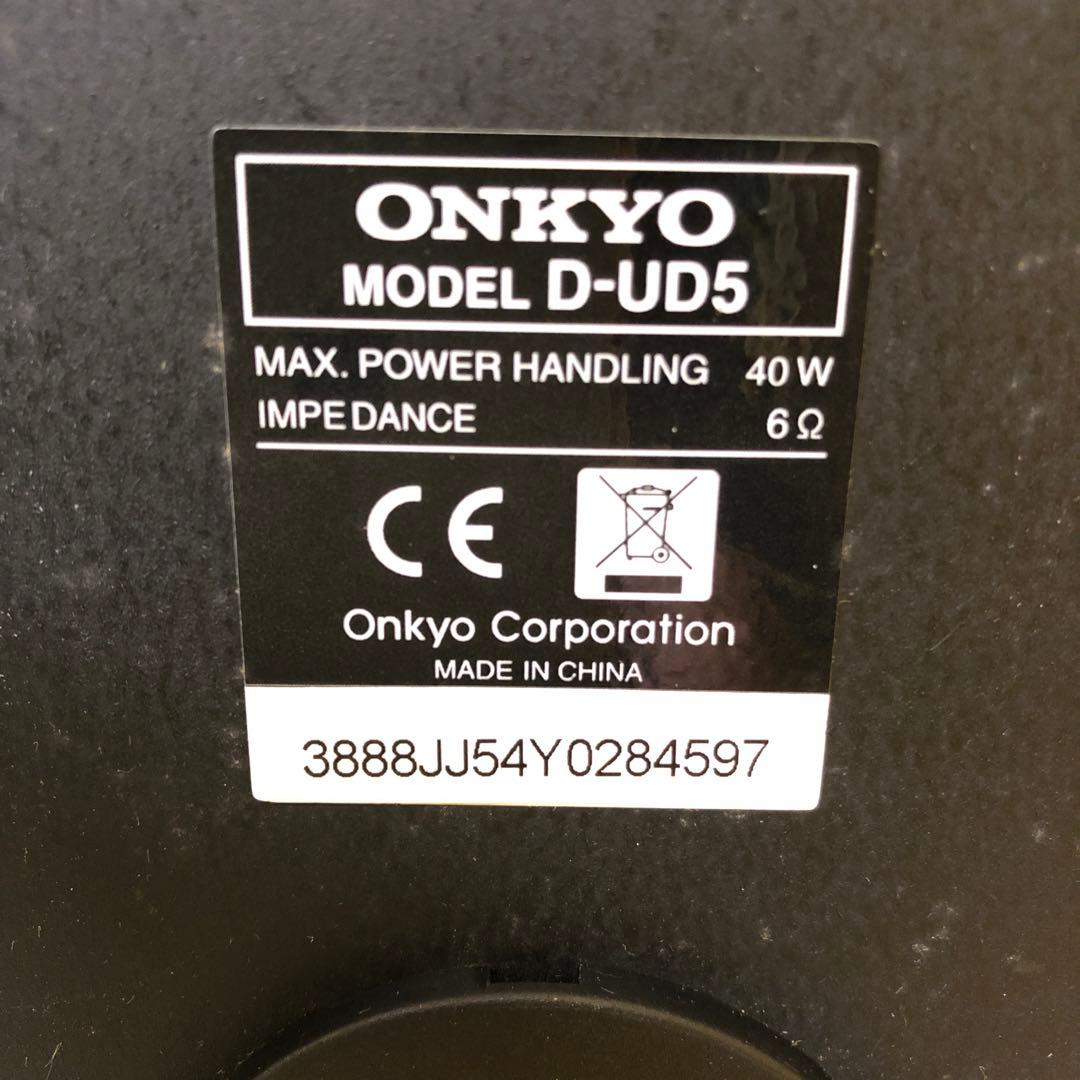 ONKYO
MODEL D-UD5
MAX. POWER HANDLING 40 W
IMPEDANCE 6 Ω
CE
Onkyo Corporation
MADE IN CHINA
3888JJ54Y0284597